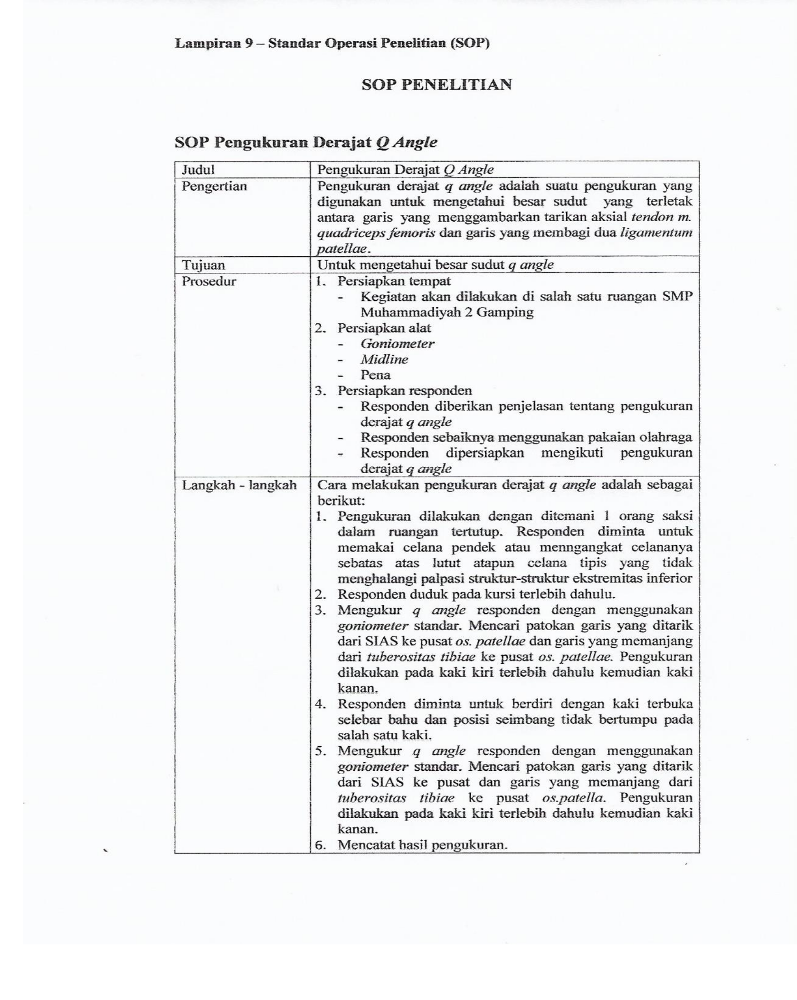 Lampiran 9 – Standar Operasi Penelitian (SOP)
SOP PENELITIAN
SOP Pengukuran Derajat Q Angle
Judul
Pengukuran Derajat Q Angle
Pengertian
Pengukuran derajat q angle adalah suatu pengukuran yang
digunakan untuk mengetahui besar sudut yang terletak
antara garis yang menggambarkan tarikan aksial tendon m.
quadriceps femoris dan garis yang membagi dua ligamentum
patellae.
Tujuan
Untuk mengetahui besar sudut q angle
Prosedur
1. Persiapkan tempat
- Kegiatan akan dilakukan di salah satu ruangan SMP
Muhammadiyah 2 Gamping
2. Persiapkan alat
- Goniometer
- Midline
- Pena
3. Persiapkan responden
- Responden diberikan penjelasan tentang pengukuran
derajat q angle
- Responden sebaiknya menggunakan pakaian olahraga
- Responden dipersiapkan mengikuti pengukuran
derajat q angle
Langkah - langkah
Cara melakukan pengukuran derajat q angle adalah sebagai
berikut:
1. Pengukuran dilakukan dengan ditemani 1 orang saksi
dalam ruangan tertutup. Responden diminta untuk
memakai celana pendek atau menngangkat celananya
sebatas atas lutut atapun celana tipis yang tidak
menghalangi palpasi struktur-struktur ekstremitas inferior
2. Responden duduk pada kursi terlebih dahulu.
3. Mengukur q angle responden dengan menggunakan
goniometer standar. Mencari patokan garis yang ditarik
dari SIAS ke pusat os. patellae dan garis yang memanjang
dari tuberositas tibiae ke pusat os. patellae. Pengukuran
dilakukan pada kaki kiri terlebih dahulu kemudian kaki
kanan.
4. Responden diminta untuk berdiri dengan kaki terbuka
selebar bahu dan posisi seimbang tidak bertumpu pada
salah satu kaki.
5. Mengukur q angle responden dengan menggunakan
goniometer standar. Mencari patokan garis yang ditarik
dari SIAS ke pusat dan garis yang memanjang dari
tuberositas tibiae ke pusat os.patella. Pengukuran
dilakukan pada kaki kiri terlebih dahulu kemudian kaki
kanan.
6. Mencatat hasil pengukuran.